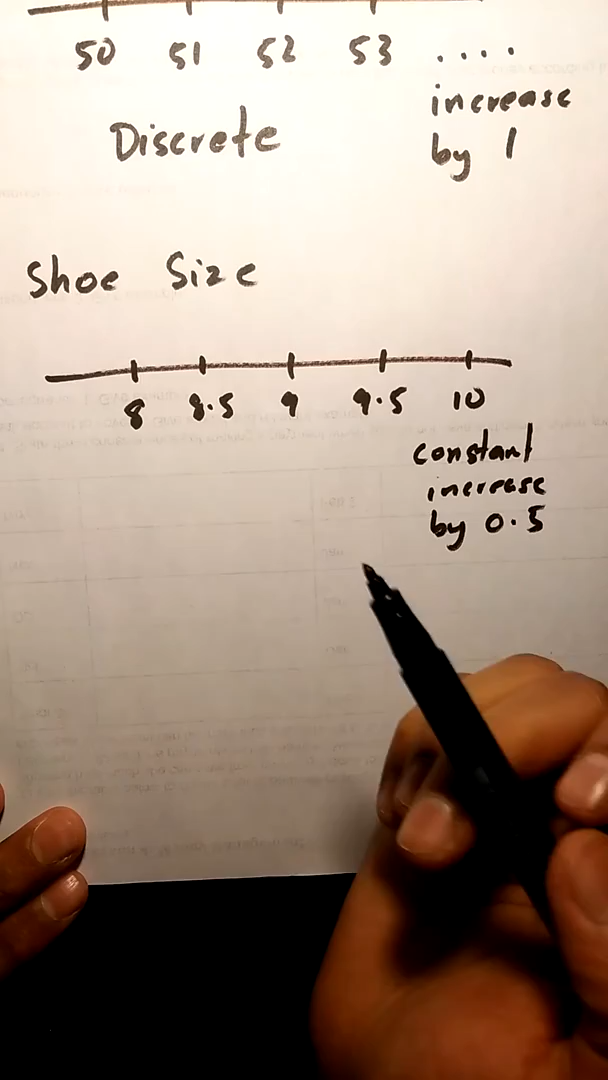 50 51 52 53 ....
increase
Discrete
by 1
Shoe Size
8 8.5 9 9.5 10
constant
increase
by 0.5